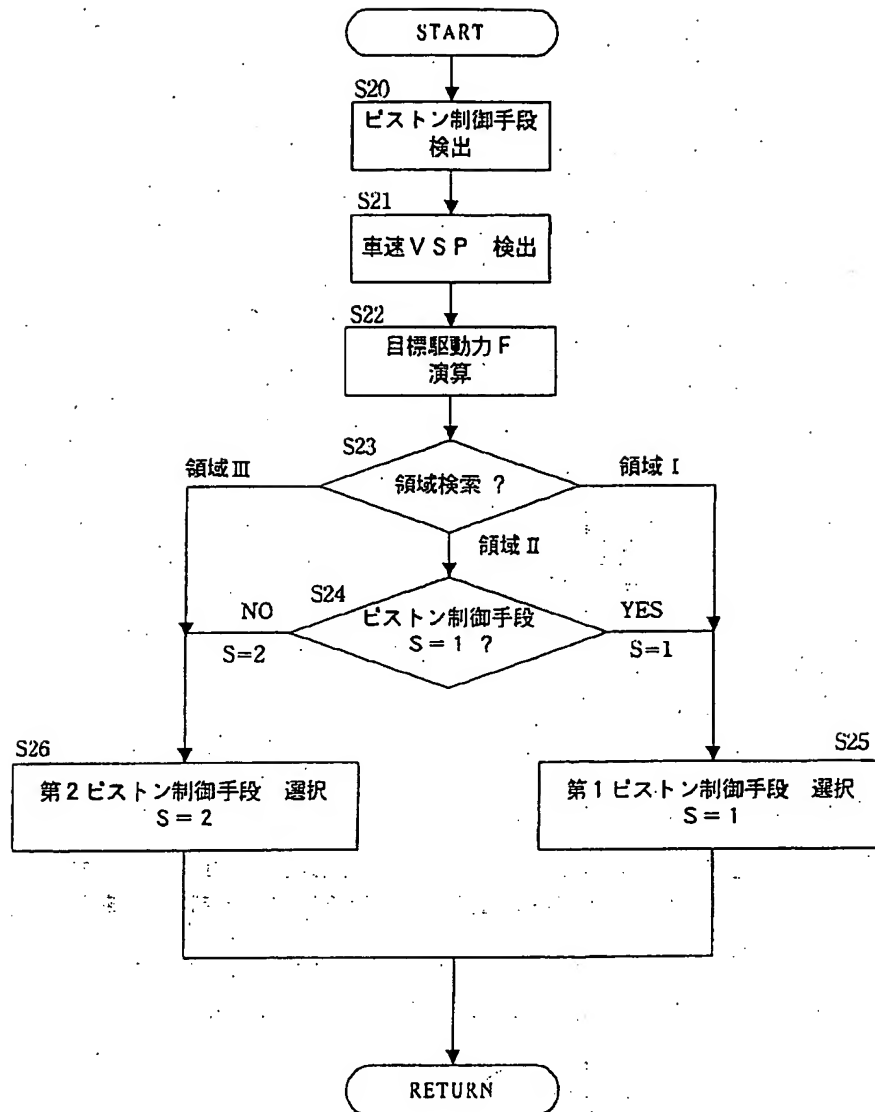 START
S20
ピストン制御手段
検出
S21
車速VSP 検出
S22
目標駆動力F
演算
S23
領域Ⅲ
領域検索 ?
領域Ⅰ
領域Ⅱ
S24
NO
ピストン制御手段
S=1 ?
YES
S=2
S=1
S26
第2ピストン制御手段 選択
S=2
S25
第1ピストン制御手段 選択
S=1
RETURN